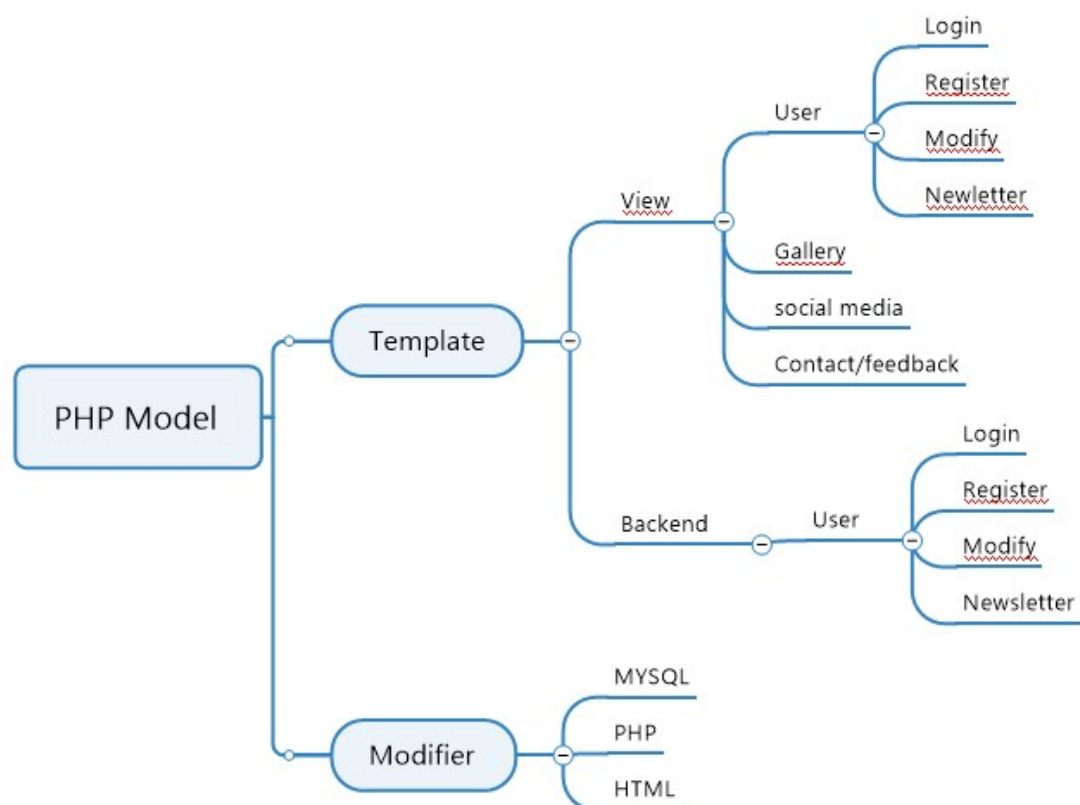 Login
Register
User
Modify
Newletter
View
Gallery
social media
Contact/feedback
Template
PHP Model
Login
Register
Backend
User
Modify
Newsletter
MYSQL
PHP
Modifier
HTML